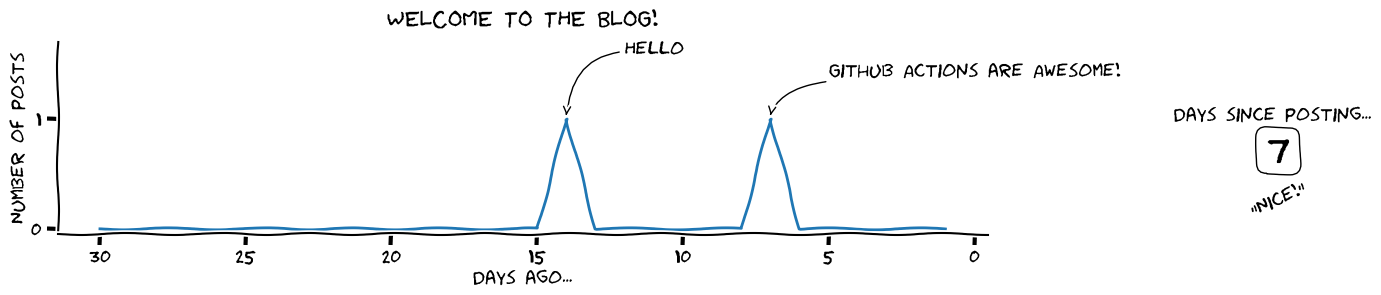 WELCOME TO THE BLOG!
HELLO
GITHUB ACTIONS ARE AWESOME!
NUMBER OF POSTS
1
0
30 25 20 15 10 5 0
DAYS AGO...
DAYS SINCE POSTING...
7
"NICE!"